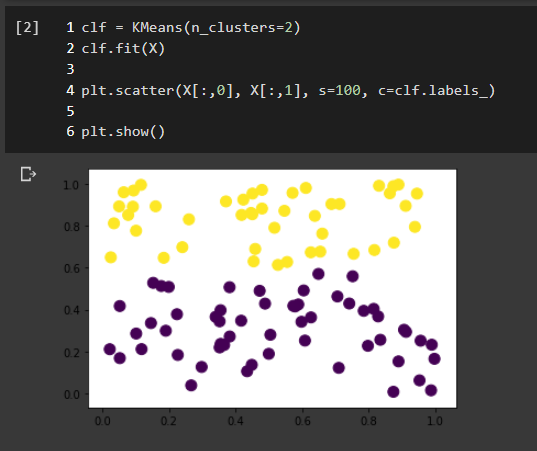 [2] 1 clf = KMeans(n_clusters=2)
2 clf.fit(X)
3
4 plt.scatter(X[:,0], X[:,1], s=100, c=clf.labels_)
5
6 plt.show()
1.0
0.8
0.6
0.4
0.2
0.0
0.0 0.2 0.4 0.6 0.8 1.0